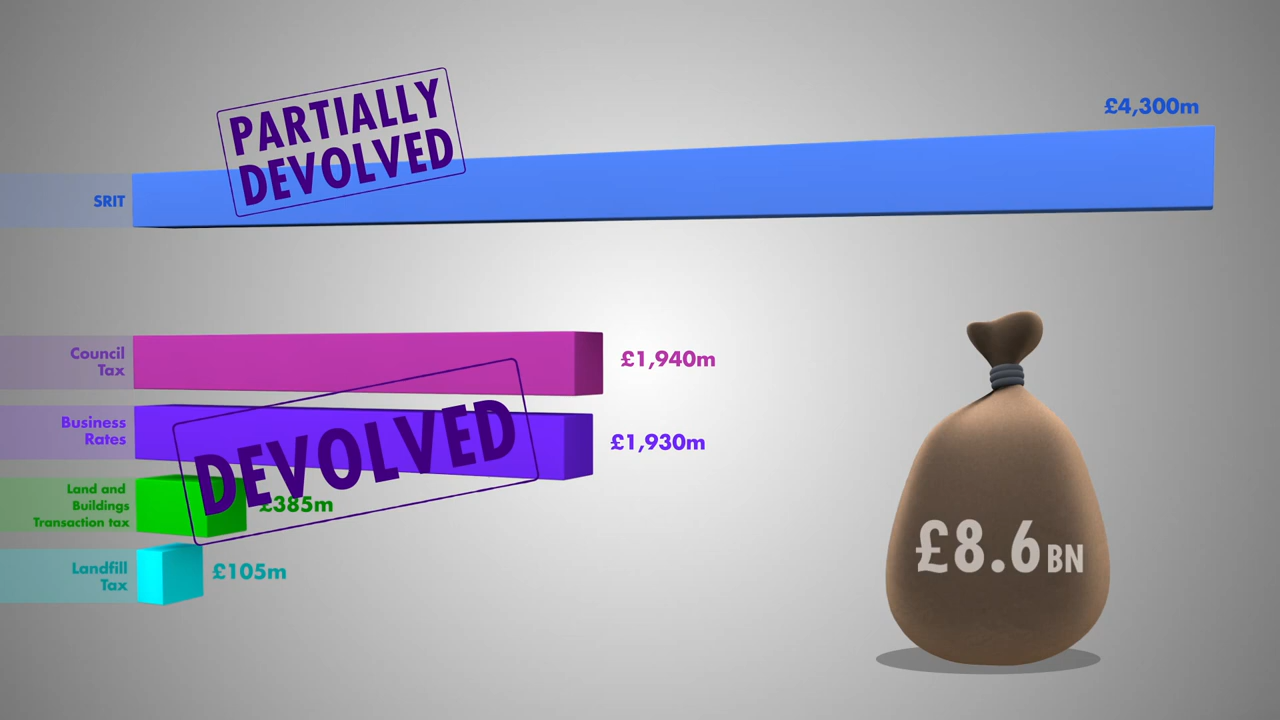 PARTIALLY
DEVOLVED
£4,300m
SRIT
Council
Tax
£1,940m
Business
Rates
£1,930m
DEVOLVED
Land and
Buildings
Transaction tax
£385m
Landfill
Tax
£105m
£8.6BN